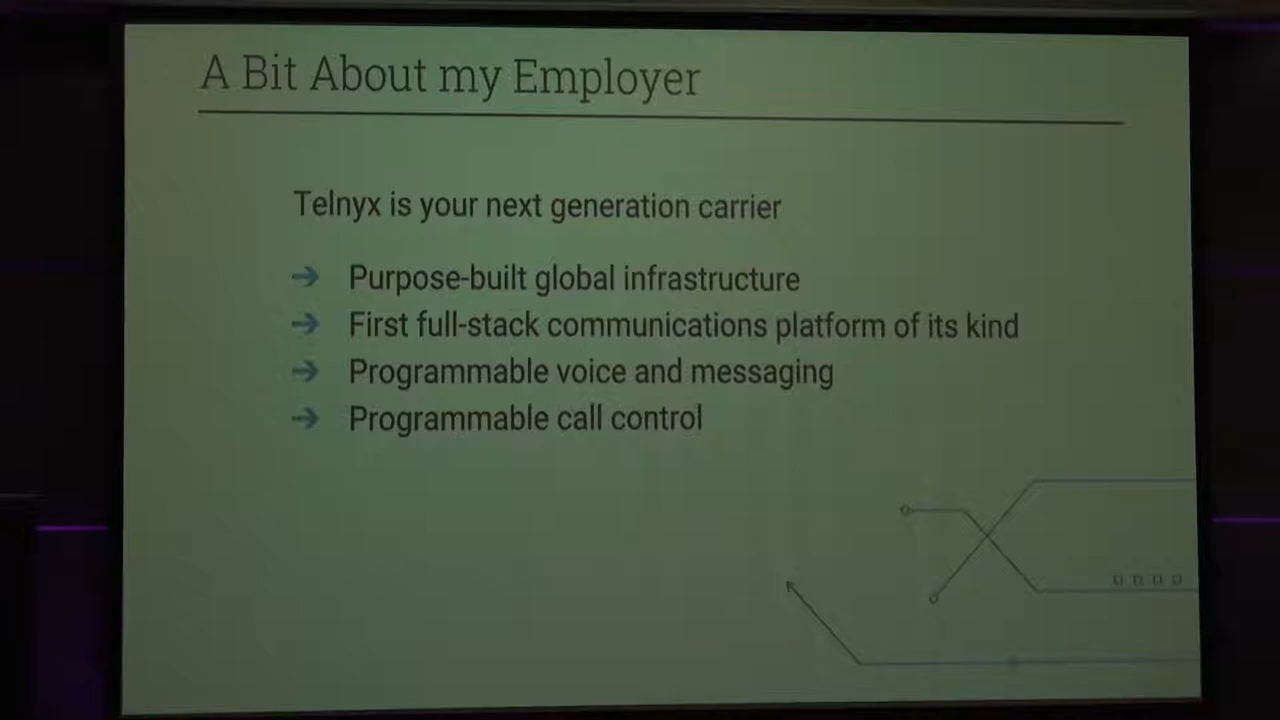 A Bit About my Employer
Telnyx is your next generation carrier
→ Purpose-built global infrastructure
→ First full-stack communications platform of its kind
→ Programmable voice and messaging
→ Programmable call control